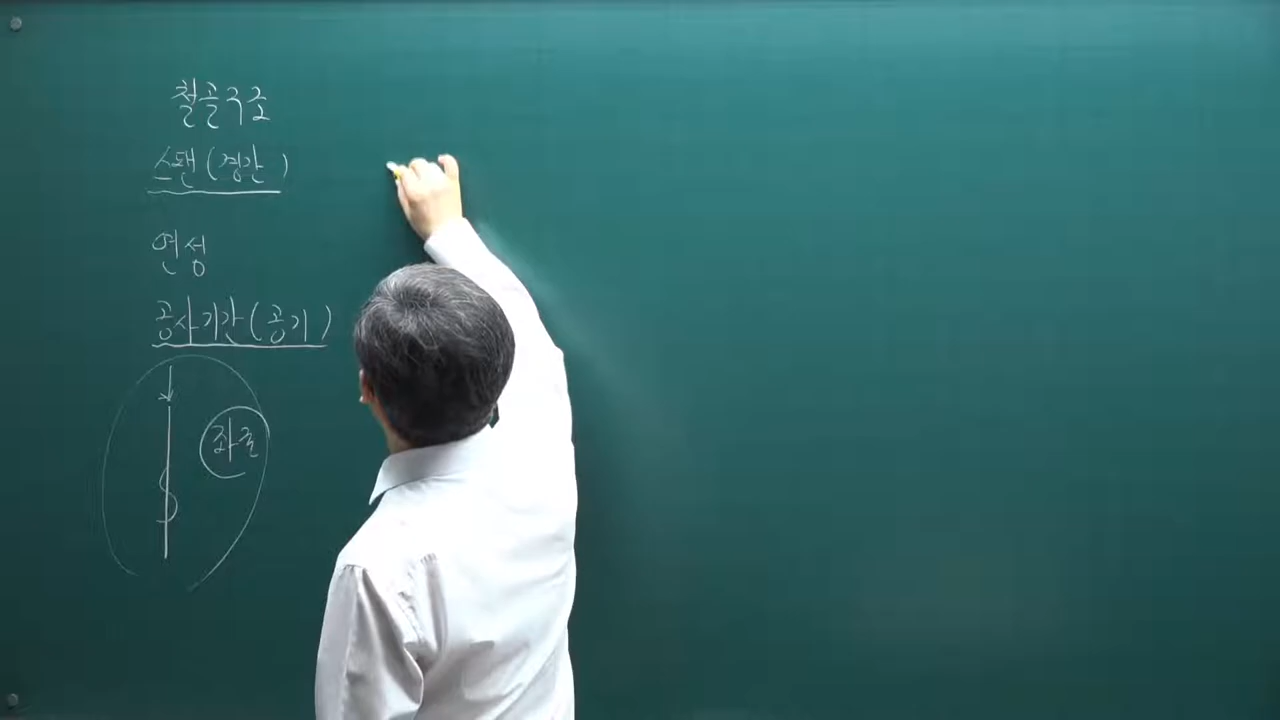 철골구조
스팬(경간)
연성
공사기간(공기)
좌굴